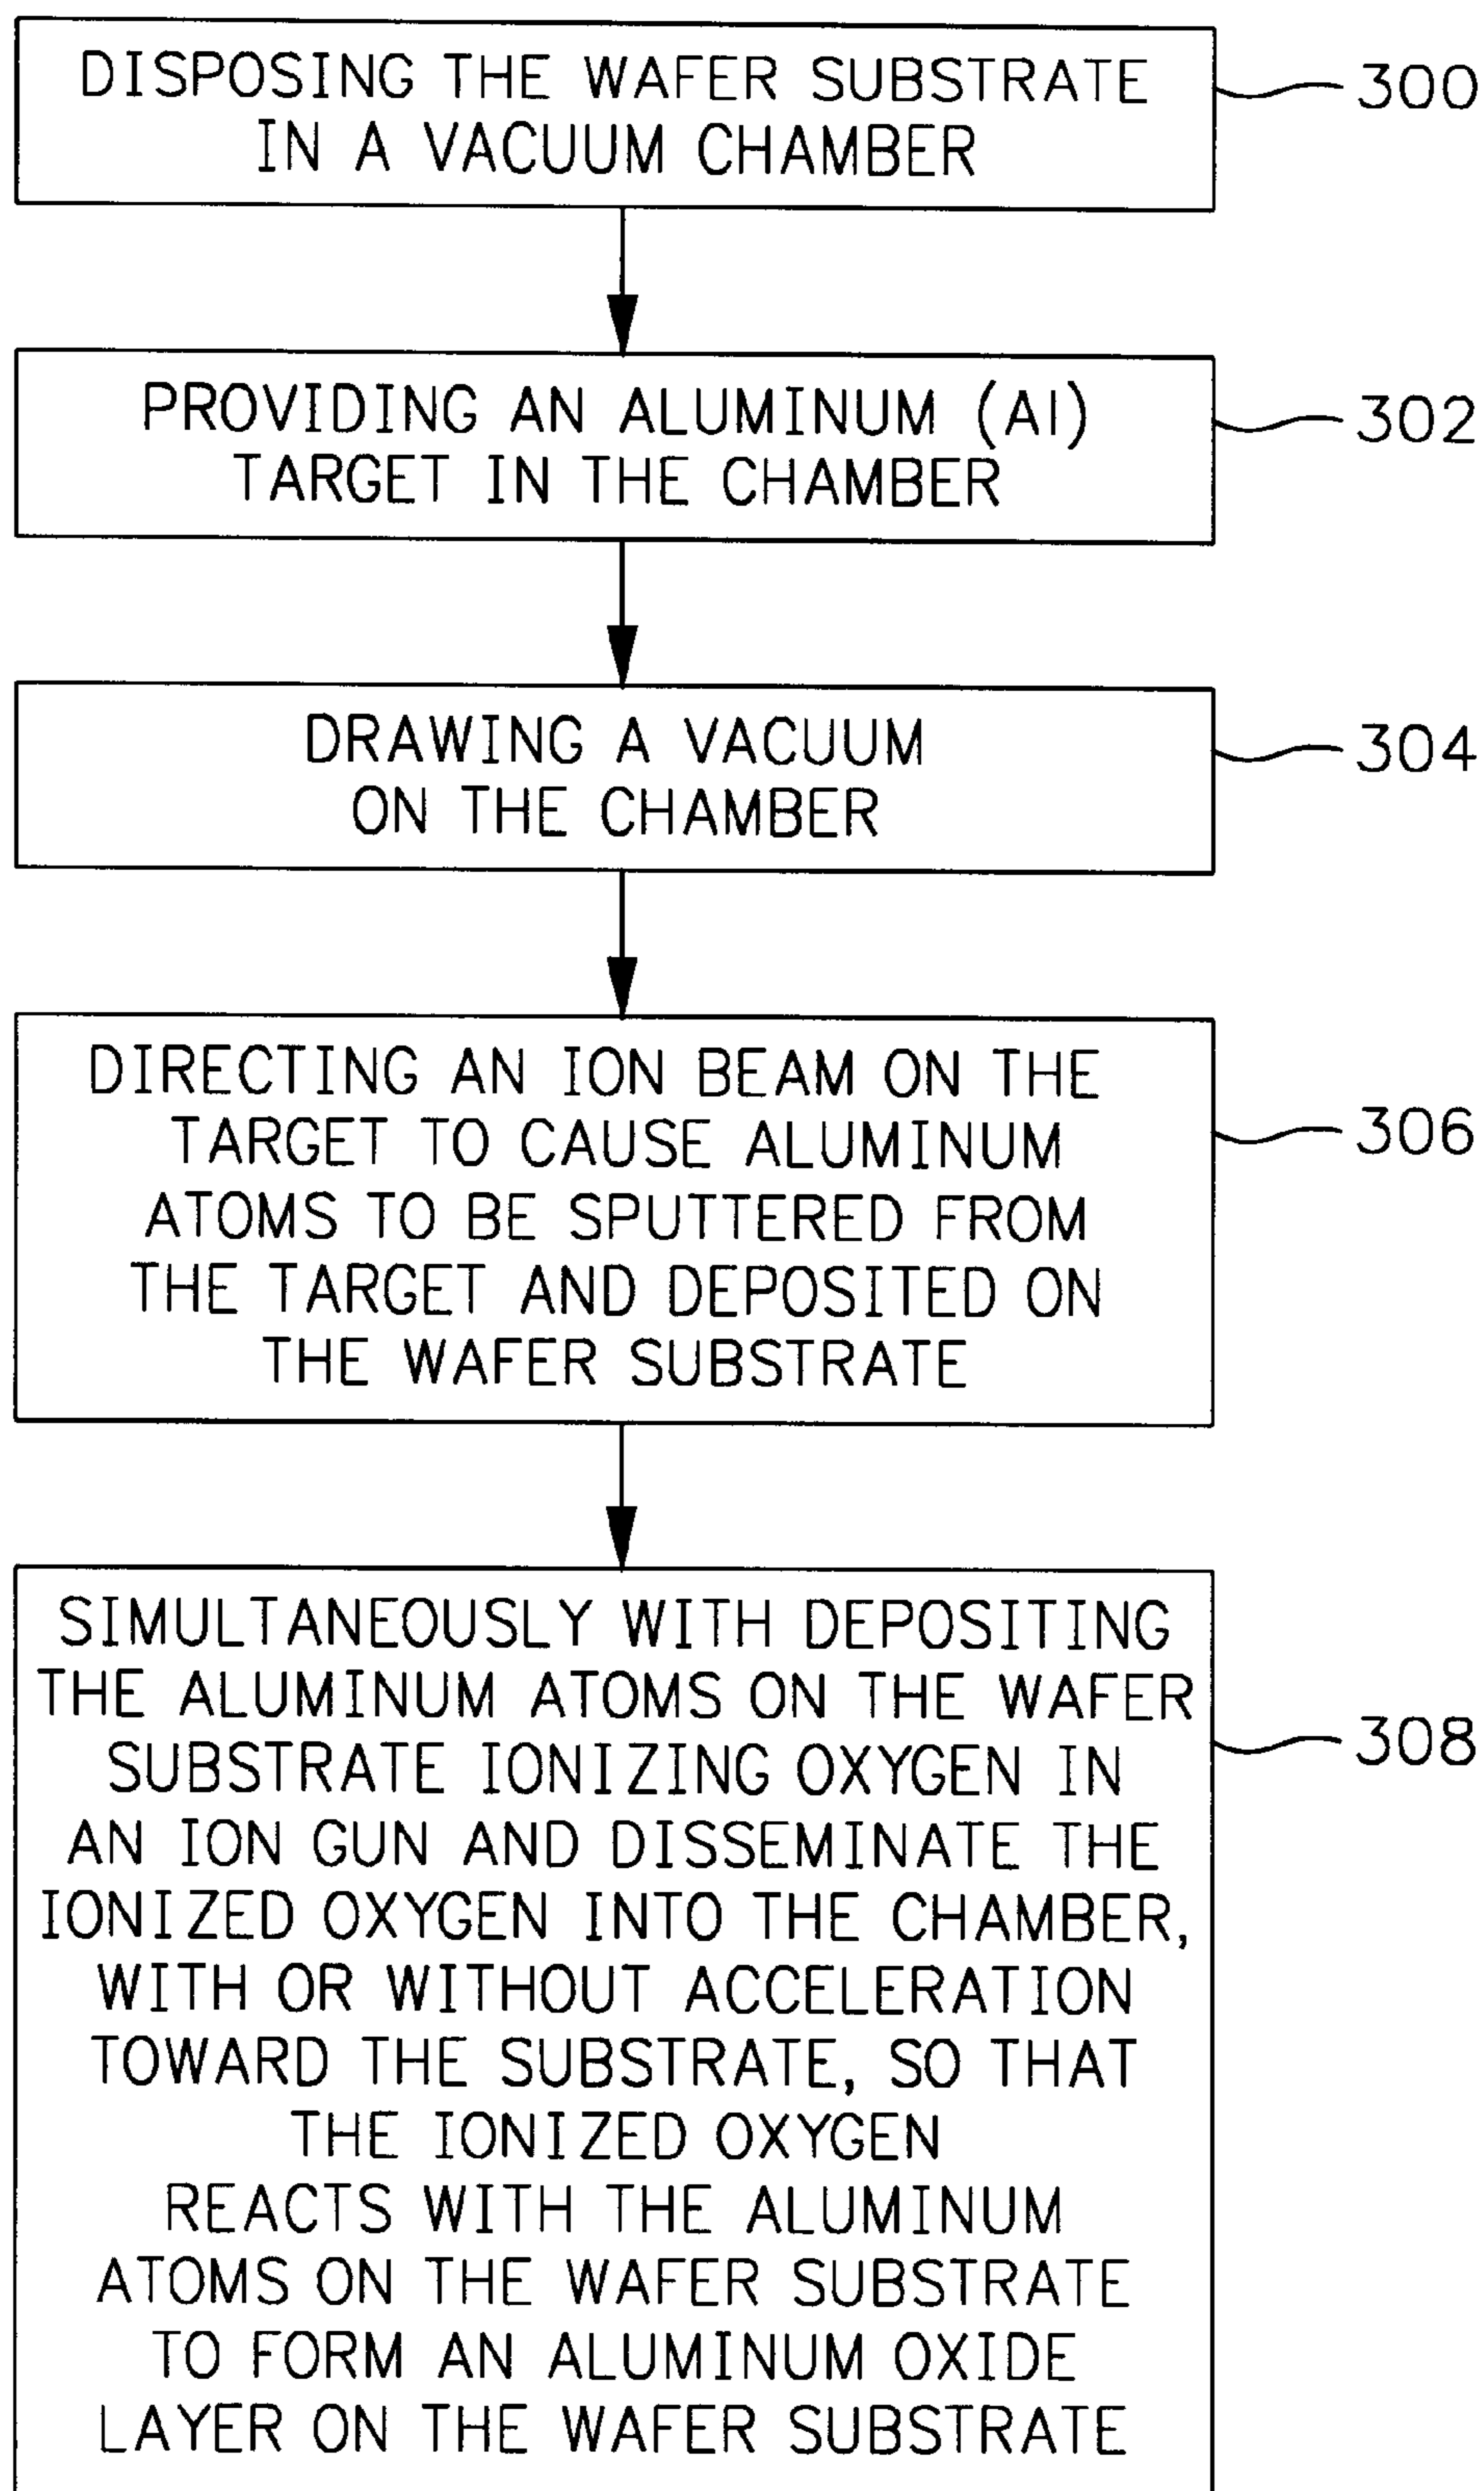 DISPOSING THE WAFER SUBSTRATE
IN A VACUUM CHAMBER
300
PROVIDING AN ALUMINUM (Al)
TARGET IN THE CHAMBER
302
DRAWING A VACUUM
ON THE CHAMBER
304
DIRECTING AN ION BEAM ON THE
TARGET TO CAUSE ALUMINUM
ATOMS TO BE SPUTTERED FROM
THE TARGET AND DEPOSITED ON
THE WAFER SUBSTRATE
306
SIMULTANEOUSLY WITH DEPOSITING
THE ALUMINUM ATOMS ON THE WAFER
SUBSTRATE IONIZING OXYGEN IN
AN ION GUN AND DISSEMINATE THE
IONIZED OXYGEN INTO THE CHAMBER,
WITH OR WITHOUT ACCELERATION
TOWARD THE SUBSTRATE, SO THAT
THE IONIZED OXYGEN
REACTS WITH THE ALUMINUM
ATOMS ON THE WAFER SUBSTRATE
TO FORM AN ALUMINUM OXIDE
LAYER ON THE WAFER SUBSTRATE
308